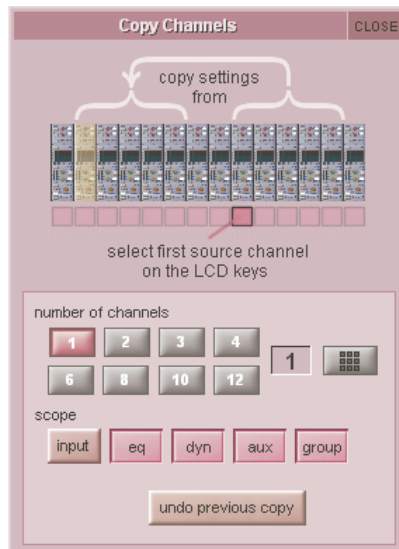 Copy Channels CLOSE
copy settings
from
select first source channel
on the LCD keys
number of channels
1 2 3 4
1
6 8 10 12
scope
input eq dyn aux group
undo previous copy